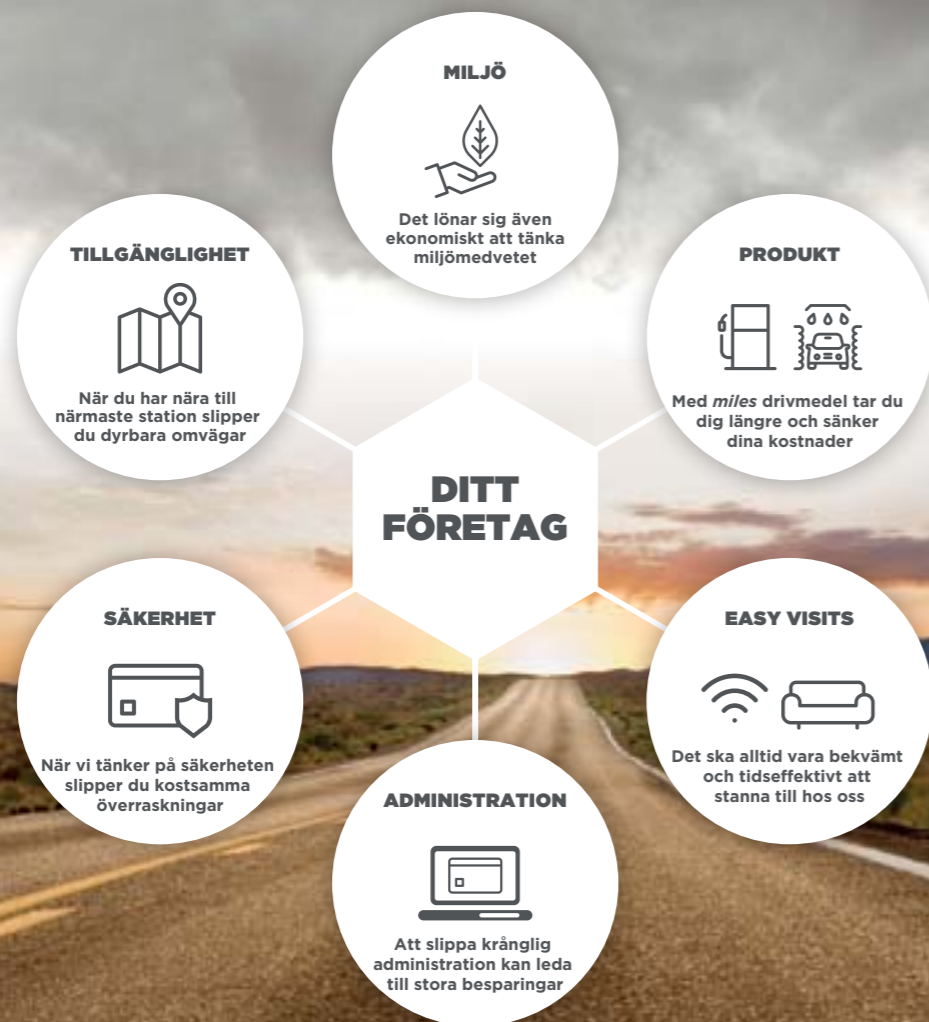 MILJÖ
Det lönar sig även
ekonomiskt att tänka
miljömedvetet
TILLGÄNGLIGHET
När du har nära till
närmaste station slipper
du dyrbara omvägar
PRODUKT
Med miles drivmedel tar du
dig längre och sänker
dina kostnader
DITT
FÖRETAG
SÄKERHET
När vi tänker på säkerheten
slipper du kostsamma
överraskningar
EASY VISITS
Det ska alltid vara bekvämt
och tidseffektivt att
stanna till hos oss
ADMINISTRATION
Att slippa krånglig
administration kan leda
till stora besparingar